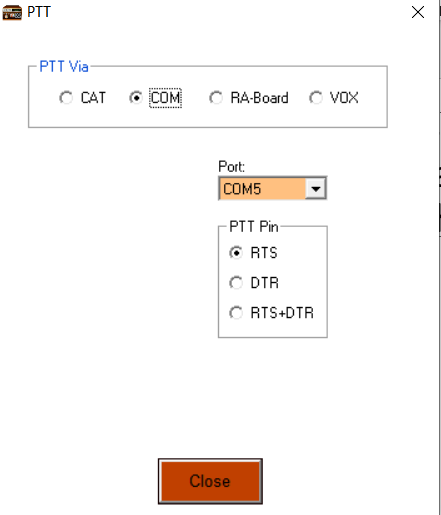 PTT
PTT Via
CAT COM RA-Board VOX
Port:
COM5
PTT Pin
RTS
DTR
RTS+DTR
Close